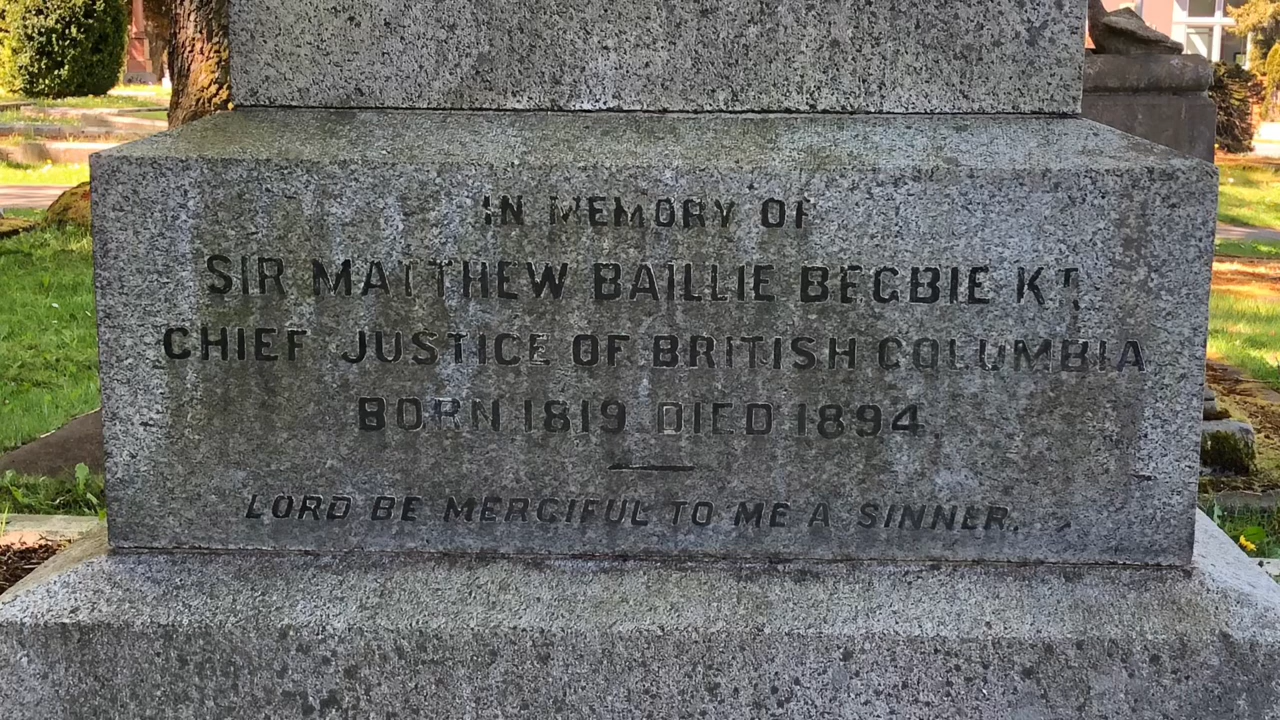 IN MEMORY OF
SIR MATTHEW BAILLIE BEGBIE KT.
CHIEF JUSTICE OF BRITISH COLUMBIA
BORN 1819 DIED 1894.
LORD BE MERCIFUL TO ME A SINNER.